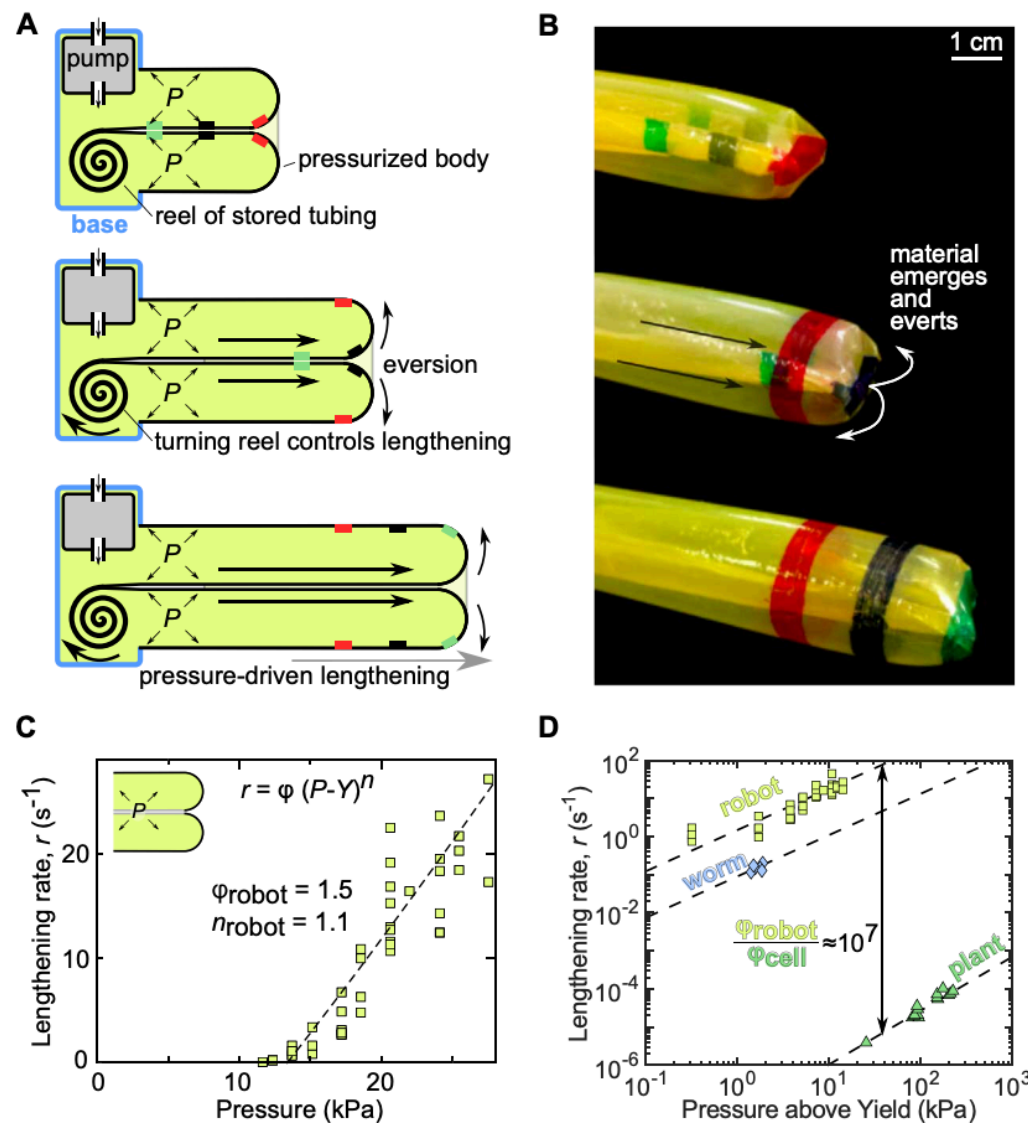 A
pump
P
P
pressurized body
reel of stored tubing
base
P
eversion
P
turning reel controls lengthening
P
P
pressure-driven lengthening
B
1 cm
material
emerges
and
everts
C
Lengthening rate, r (s⁻¹)
20
10
0
P
r = φ (P-Y)ⁿ
φrobot = 1.5
nrobot = 1.1
0
10
20
Pressure (kPa)
D
Lengthening rate, r (s⁻¹)
10²
10⁰
10⁻²
10⁻⁴
10⁻⁶
robot
worm
φrobot
φcell
≈10⁷
plant
10⁻¹
10⁰
10¹
10²
10³
Pressure above Yield (kPa)